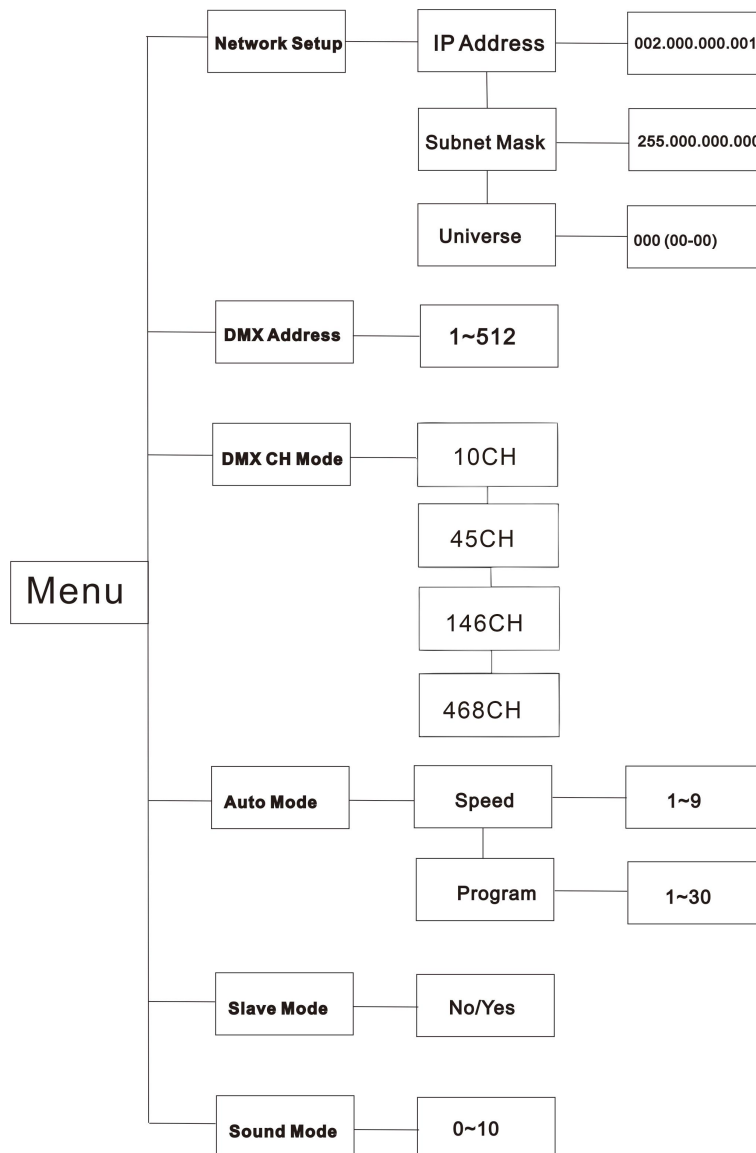 Network Setup
IP Address
002.000.000.001
Subnet Mask
255.000.000.000
Universe
000 (00-00)
DMX Address
1~512
DMX CH Mode
10CH
45CH
146CH
468CH
Menu
Auto Mode
Speed
1~9
Program
1~30
Slave Mode
No/Yes
Sound Mode
0~10